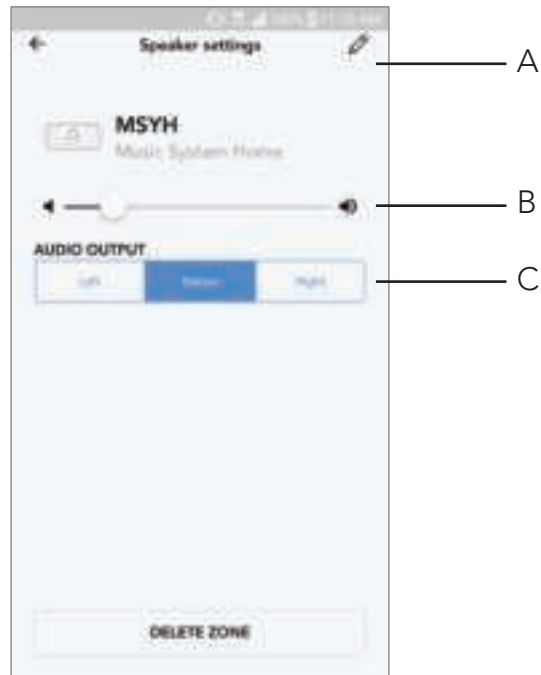 Speaker settings
A
MSYH
Music System Home
B
AUDIO OUTPUT
Left Stereo Right
C
DELETE ZONE